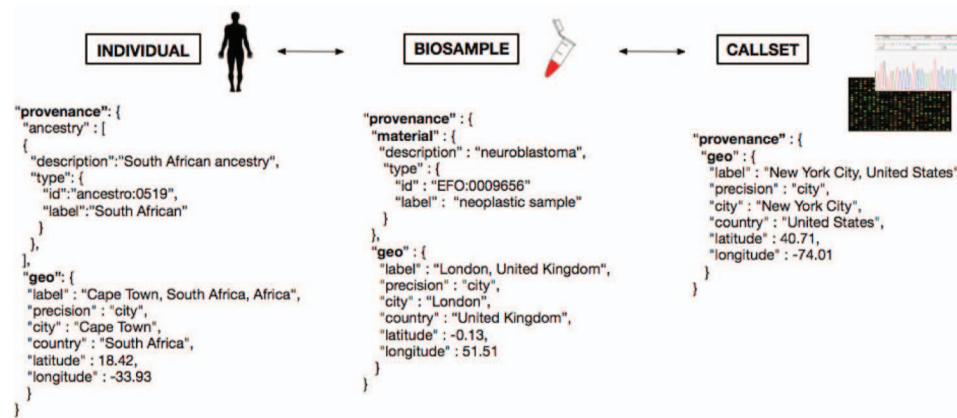 INDIVIDUAL
BIOSAMPLE
CALLSET
"provenance": {
"ancestry" : [
{
"description":"South African ancestry",
"type": {
"id":"ancestro:0519",
"label":"South African"
}
},
],
"geo": {
"label" : "Cape Town, South Africa, Africa",
"precision" : "city",
"city" : "Cape Town",
"country" : "South Africa",
"latitude" : 18.42,
"longitude" : -33.93
}
}
"provenance" : {
"material" : {
"description" : "neuroblastoma",
"type" : {
"id" : "EFO:0009656"
"label" : "neoplastic sample"
}
},
"geo" : {
"label" : "London, United Kingdom",
"precision" : "city",
"city" : "London",
"country" : "United Kingdom",
"latitude" : -0.13,
"longitude" : 51.51
}
}
"provenance" : {
"geo" : {
"label" : "New York City, United States"
"precision" : "city",
"city" : "New York City",
"country" : "United States",
"latitude" : 40.71,
"longitude" : -74.01
}
}